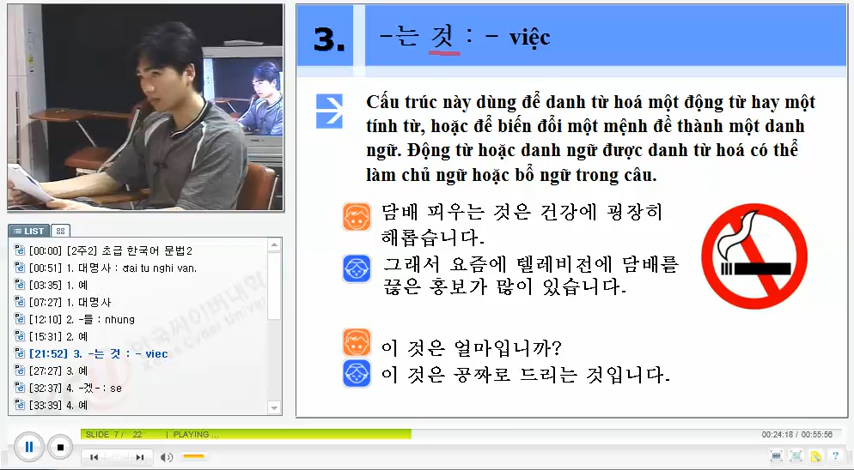 3. -는 것 : - việc
Cấu trúc này dùng để danh từ hoá một động từ hay một
tính từ, hoặc để biến đổi một mệnh đề thành một danh
ngữ. Động từ hoặc danh ngữ được danh từ hoá có thể
làm chủ ngữ hoặc bổ ngữ trong câu.
담배 피우는 것은 건강에 굉장히
해롭습니다.
그래서 요즘에 텔레비전에 담배를
끊은 홍보가 많이 있습니다.
이 것은 얼마입니까?
이 것은 공짜로 드리는 것입니다.
LIST
[00:00] [2주2] 초급 한국어 문법2
[00:51] 1. 대명사 : đai tu nghi van.
[03:35] 1. 예
[07:27] 1. 대명사
[12:10] 2. -들 : nhung
[15:31] 2. 예
[21:52] 3. -는 것 : - viec
[27:27] 3. 예
[32:37] 4. -겠- : se
[33:39] 4. 예
SLIDE 7 / 22 | PLAYING ...
00:24:18 / 00:55:56